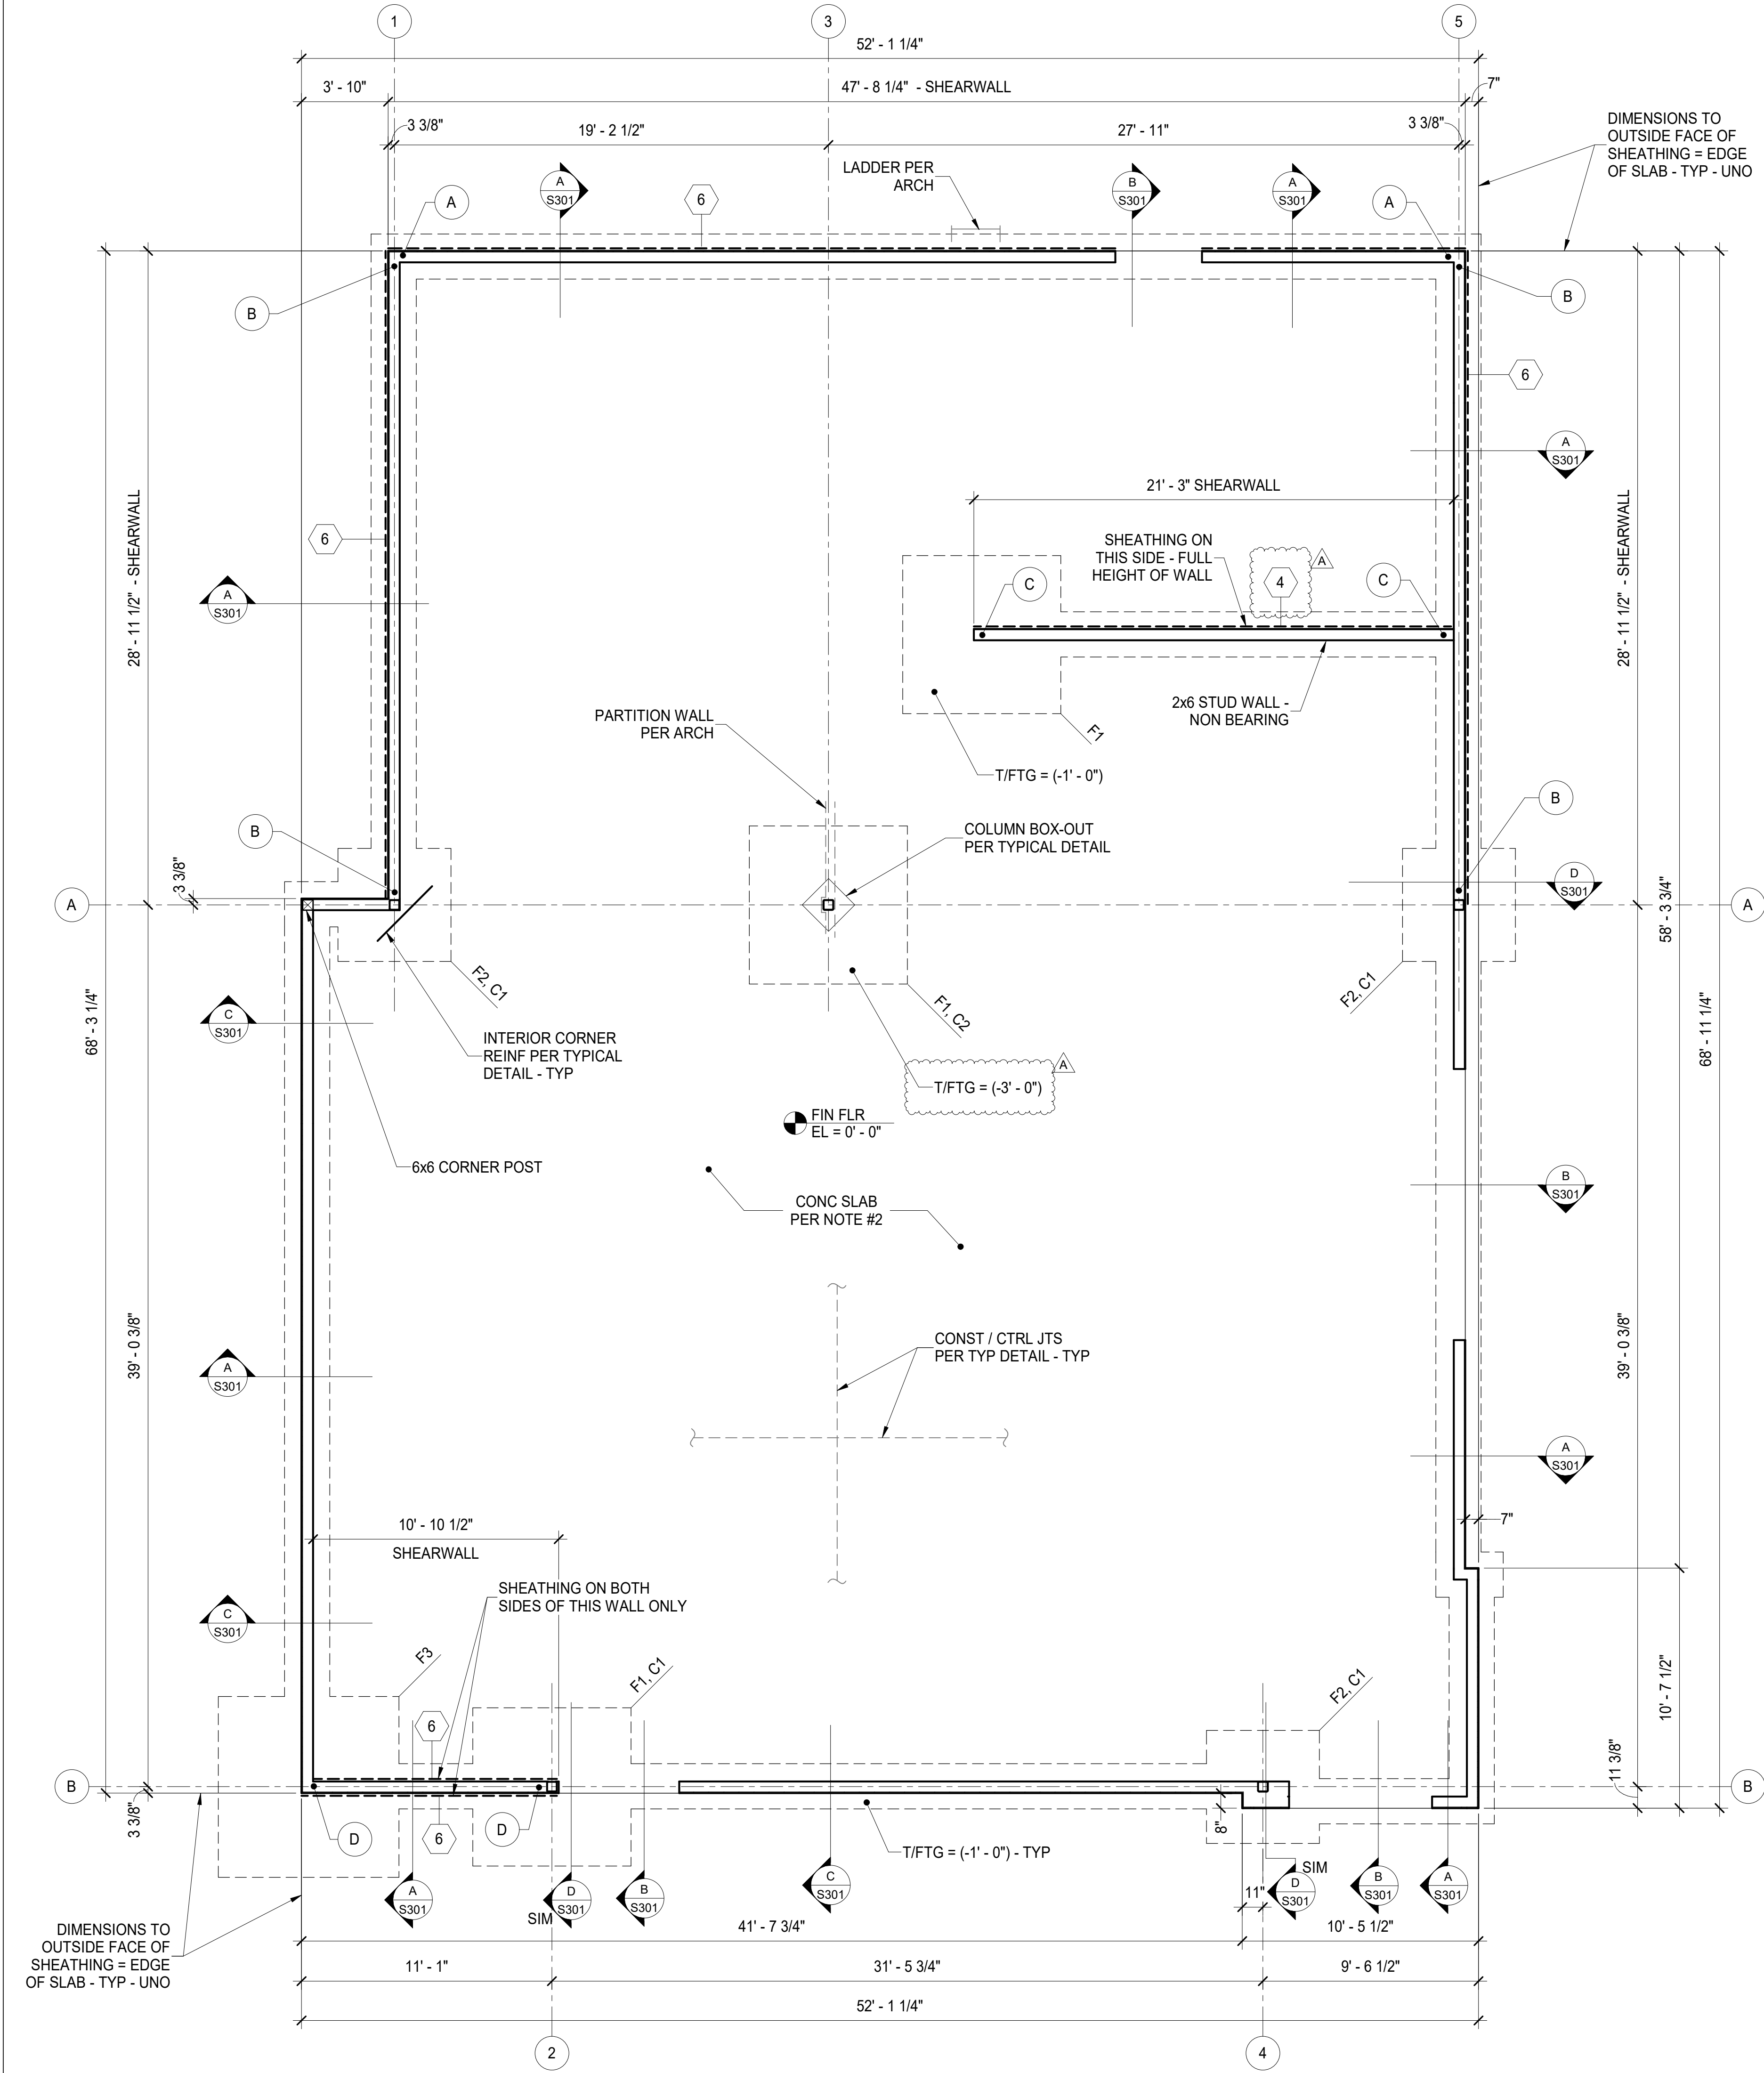 1
3
5
52' - 1 1/4"
3' - 10"
47' - 8 1/4" - SHEARWALL
7"
3 3/8"
19' - 2 1/2"
27' - 11"
3 3/8"
DIMENSIONS TO
OUTSIDE FACE OF
SHEATHING = EDGE
OF SLAB - TYP - UNO
LADDER PER
ARCH
A
S301
B
S301
A
S301
A
6
A
B
B
6
A
S301
28' - 11 1/2" - SHEARWALL
28' - 11 1/2" - SHEARWALL
21' - 3" SHEARWALL
6
SHEATHING ON
THIS SIDE - FULL
HEIGHT OF WALL
4
A
C
C
A
S301
2x6 STUD WALL -
NON BEARING
PARTITION WALL
PER ARCH
F1
T/FTG = (-1' - 0")
B
B
COLUMN BOX-OUT
PER TYPICAL DETAIL
3 3/8"
D
S301
58' - 3 3/4"
A
A
F2, C1
F1, C2
F2, C1
C
S301
68' - 3 1/4"
68' - 11 1/4"
INTERIOR CORNER
REINF PER TYPICAL
DETAIL - TYP
A
T/FTG = (-3' - 0")
FIN FLR
EL = 0' - 0"
6x6 CORNER POST
B
S301
CONC SLAB
PER NOTE #2
39' - 0 3/8"
39' - 0 3/8"
CONST / CTRL JTS
PER TYP DETAIL - TYP
A
S301
A
S301
10' - 10 1/2"
SHEARWALL
7"
SHEATHING ON BOTH
SIDES OF THIS WALL ONLY
C
S301
F3
F1, C1
F2, C1
10' - 7 1/2"
6
B
B
3 3/8"
11 3/8"
8"
D
6
D
T/FTG = (-1' - 0") - TYP
A
S301
D
S301
SIM
B
S301
C
S301
SIM
D
S301
B
S301
A
S301
11"
DIMENSIONS TO
OUTSIDE FACE OF
SHEATHING = EDGE
OF SLAB - TYP - UNO
41' - 7 3/4"
10' - 5 1/2"
11' - 1"
31' - 5 3/4"
9' - 6 1/2"
52' - 1 1/4"
2
4